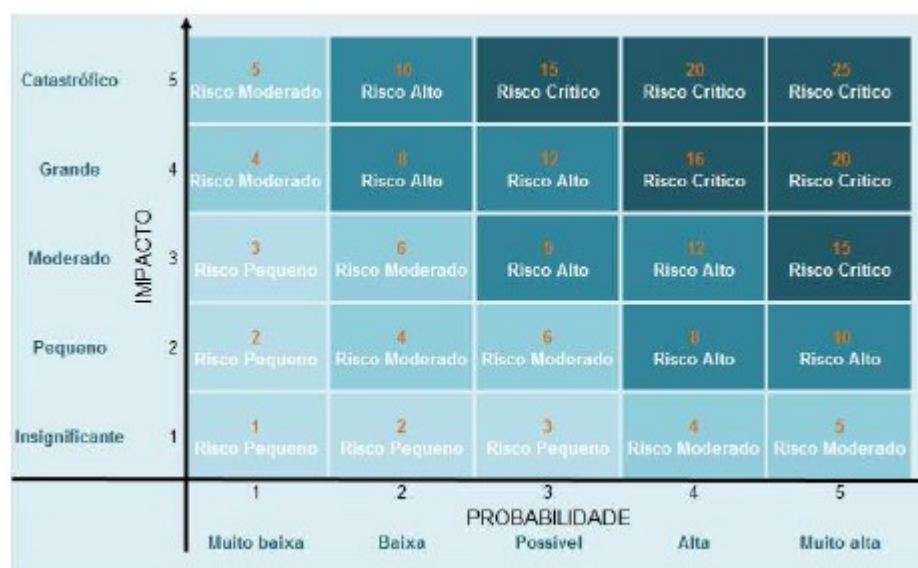 5 10 15 20 25
Catastrófico 5 Risco Moderado Risco Alto Risco Crítico Risco Crítico Risco Crítico
4 8 12 16 20
Grande 4 Risco Moderado Risco Alto Risco Alto Risco Crítico Risco Crítico
IMPACTO
3 6 9 12 15
Moderado 3 Risco Pequeno Risco Moderado Risco Alto Risco Alto Risco Crítico
2 4 6 8 10
Pequeno 2 Risco Pequeno Risco Moderado Risco Moderado Risco Alto Risco Alto
1 2 3 4 5
Insignificante 1 Risco Pequeno Risco Pequeno Risco Pequeno Risco Moderado Risco Moderado
1 2 3 4 5
PROBABILIDADE
Muito baixa Baixa Possível Alta Muito alta